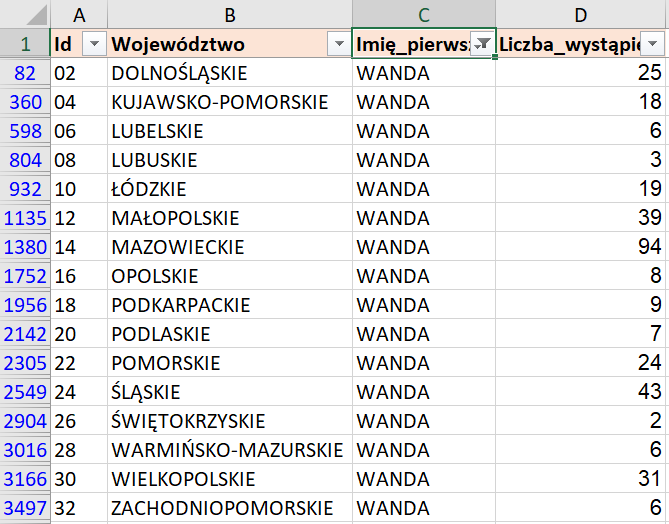 A B C D
1 Id Województwo Imię_pierwsz Liczba_wystąpie
82 02 DOLNOŚLĄSKIE WANDA 25
360 04 KUJAWSKO-POMORSKIE WANDA 18
598 06 LUBELSKIE WANDA 6
804 08 LUBUSKIE WANDA 3
932 10 ŁÓDZKIE WANDA 19
1135 12 MAŁOPOLSKIE WANDA 39
1380 14 MAZOWIECKIE WANDA 94
1752 16 OPOLSKIE WANDA 8
1956 18 PODKARPACKIE WANDA 9
2142 20 PODLASKIE WANDA 7
2305 22 POMORSKIE WANDA 24
2549 24 ŚLĄSKIE WANDA 43
2904 26 ŚWIĘTOKRZYSKIE WANDA 2
3016 28 WARMIŃSKO-MAZURSKIE WANDA 6
3166 30 WIELKOPOLSKIE WANDA 31
3497 32 ZACHODNIOPOMORSKIE WANDA 6